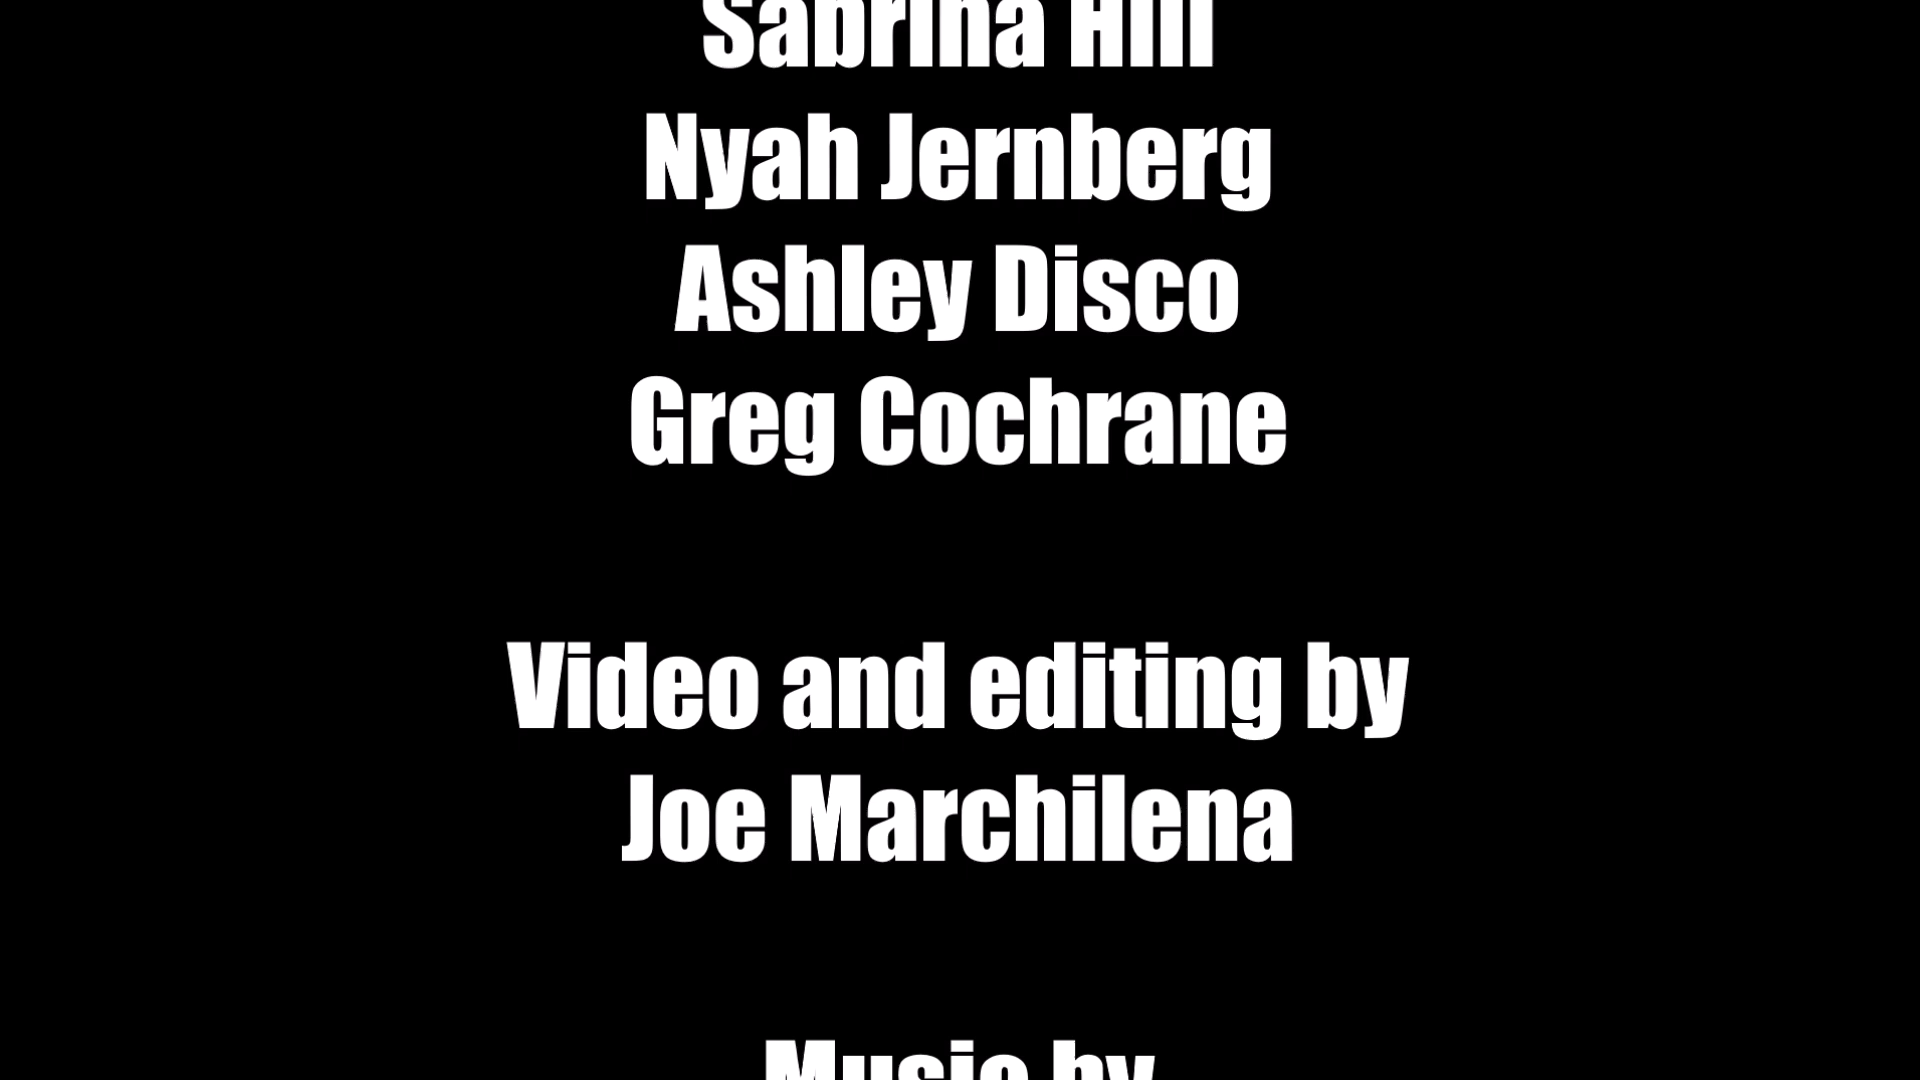 Sabrina Hill
Nyah Jernberg
Ashley Disco
Greg Cochrane
Video and editing by
Joe Marchilena
Music by